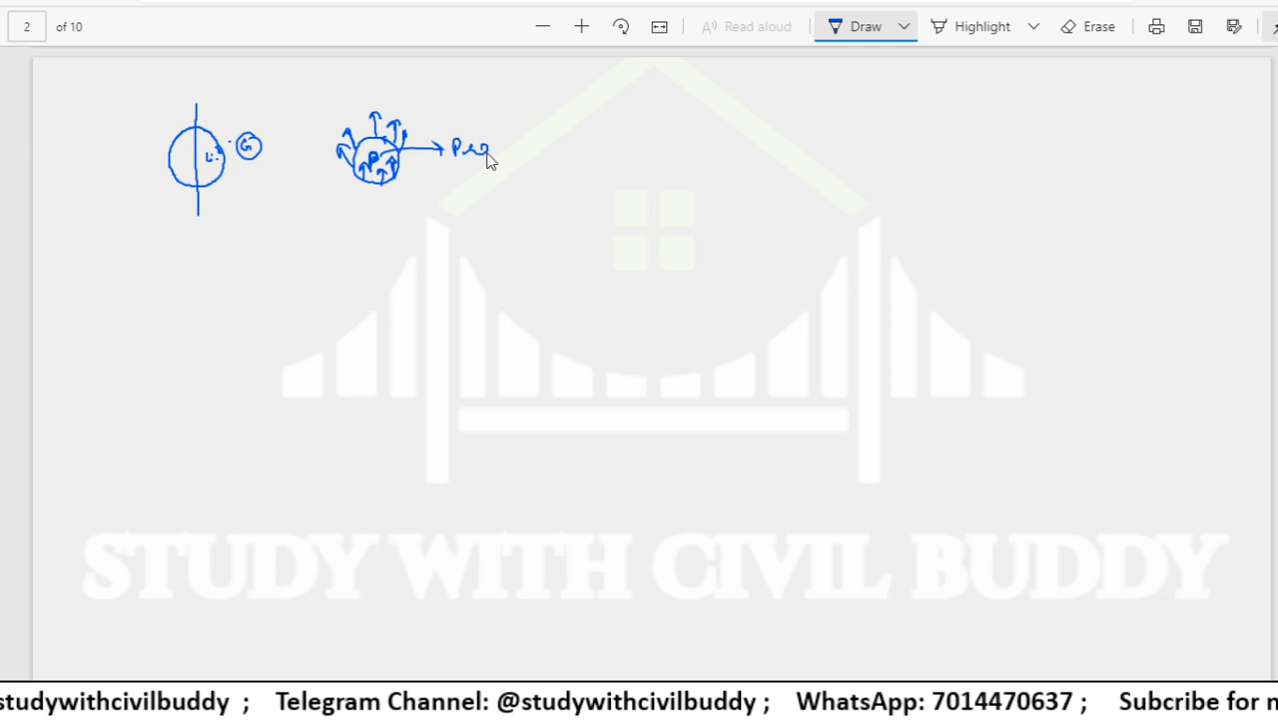 2 of 10 Read aloud Draw Highlight Erase
L G P Pre
STUDY WITH CIVIL BUDDY
studywithcivilbuddy ; Telegram Channel: @studywithcivilbuddy ; WhatsApp: 7014470637 ; Subcribe for n